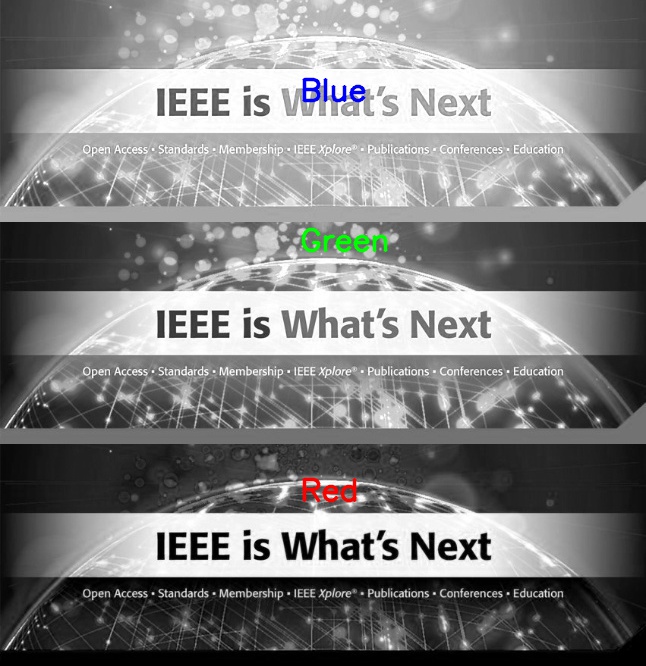 Blue
IEEE is What's Next
Open Access • Standards • Membership • IEEE Xplore® • Publications • Conferences • Education
Green
IEEE is What's Next
Open Access • Standards • Membership • IEEE Xplore® • Publications • Conferences • Education
Red
IEEE is What's Next
Open Access • Standards • Membership • IEEE Xplore® • Publications • Conferences • Education